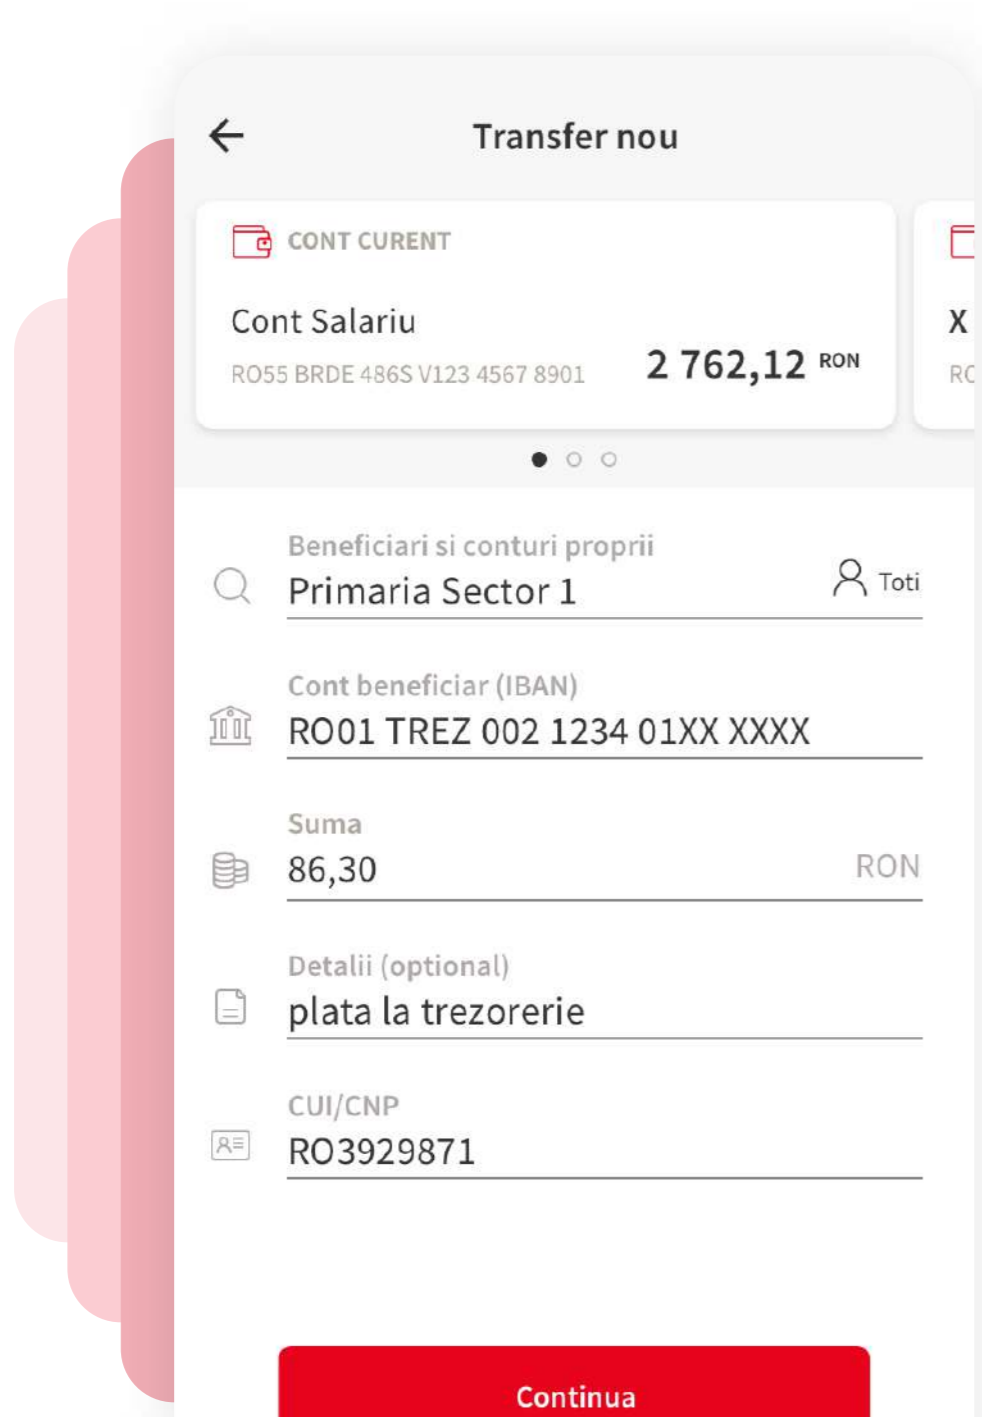 Transfer nou
CONT CURENT
Cont Salariu
X
2 762,12 RON
RO55 BRDE 486S V123 4567 8901
RO
Beneficiari si conturi proprii
Primaria Sector 1
Toti
Cont beneficiar (IBAN)
RO01 TREZ 002 1234 01XX XXXX
Suma
86,30
RON
Detalii (optional)
plata la trezorerie
CUI/CNP
RO3929871
Continua